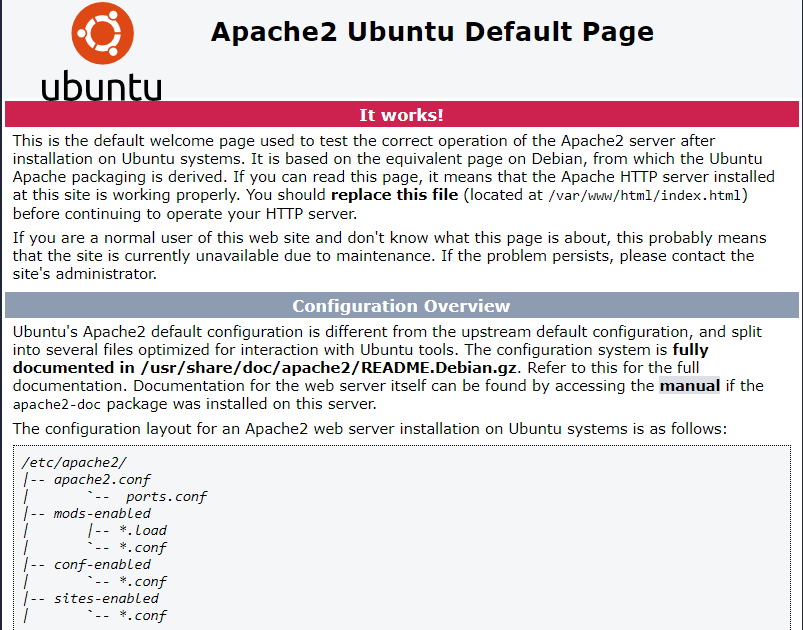 ubuntu
Apache2 Ubuntu Default Page
It works!
This is the default welcome page used to test the correct operation of the Apache2 server after
installation on Ubuntu systems. It is based on the equivalent page on Debian, from which the Ubuntu
Apache packaging is derived. If you can read this page, it means that the Apache HTTP server installed
at this site is working properly. You should replace this file (located at /var/www/html/index.html)
before continuing to operate your HTTP server.
If you are a normal user of this web site and don't know what this page is about, this probably means
that the site is currently unavailable due to maintenance. If the problem persists, please contact the
site's administrator.
Configuration Overview
Ubuntu's Apache2 default configuration is different from the upstream default configuration, and split
into several files optimized for interaction with Ubuntu tools. The configuration system is fully
documented in /usr/share/doc/apache2/README.Debian.gz. Refer to this for the full
documentation. Documentation for the web server itself can be found by accessing the manual if the
apache2-doc package was installed on this server.
The configuration layout for an Apache2 web server installation on Ubuntu systems is as follows:
/etc/apache2/
|-- apache2.conf
|       `--  ports.conf
|-- mods-enabled
|       |-- *.load
|       `-- *.conf
|-- conf-enabled
|       `-- *.conf
|-- sites-enabled
|       `-- *.conf